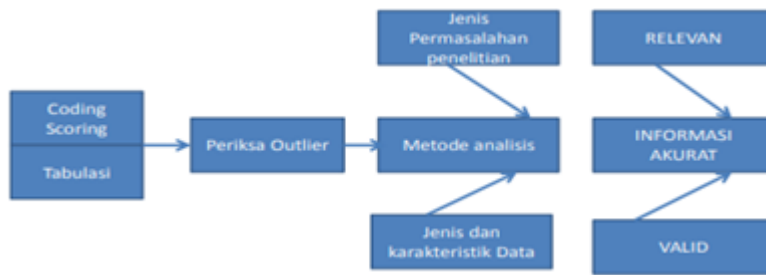 Jenis
Permasalahan
penelitian
RELEVAN
Coding
Scoring
Tabulasi
Periksa Outlier
Metode analisis
INFORMASI
AKURAT
Jenis dan
karakteristik Data
VALID